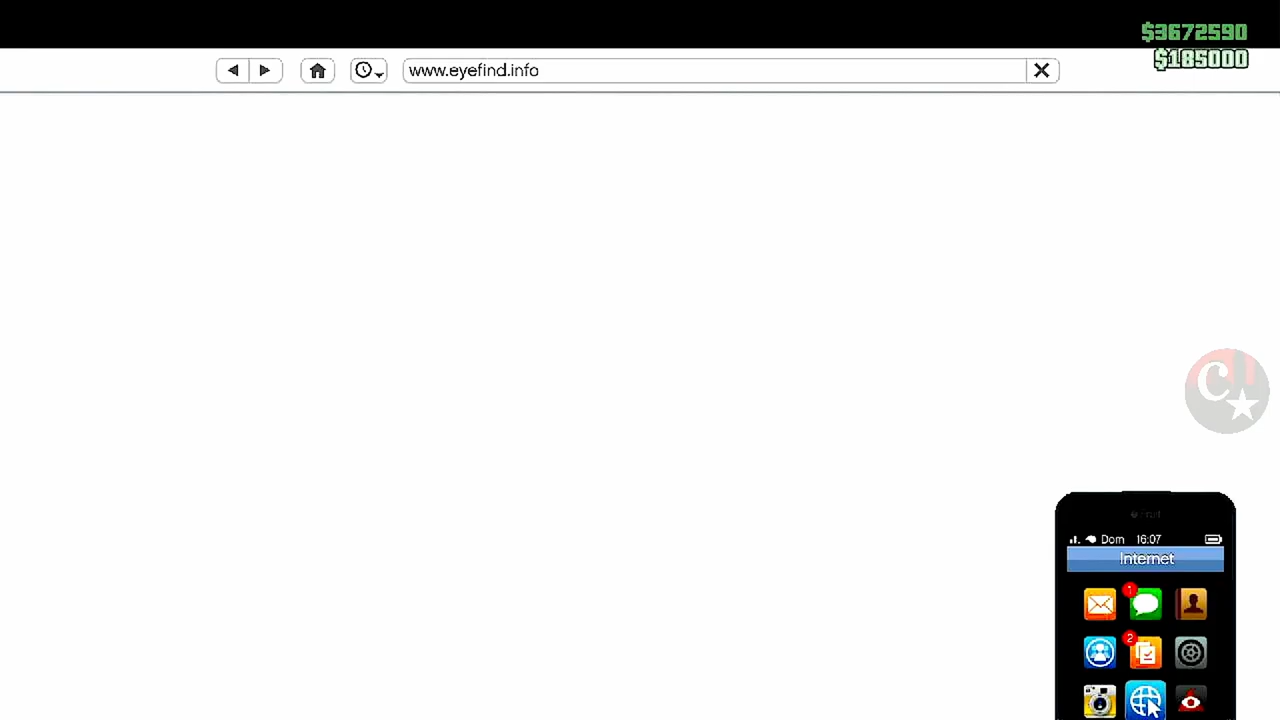 $3672590
$185000
www.eyefind.info
C
Dom 16:07
Internet
1
2